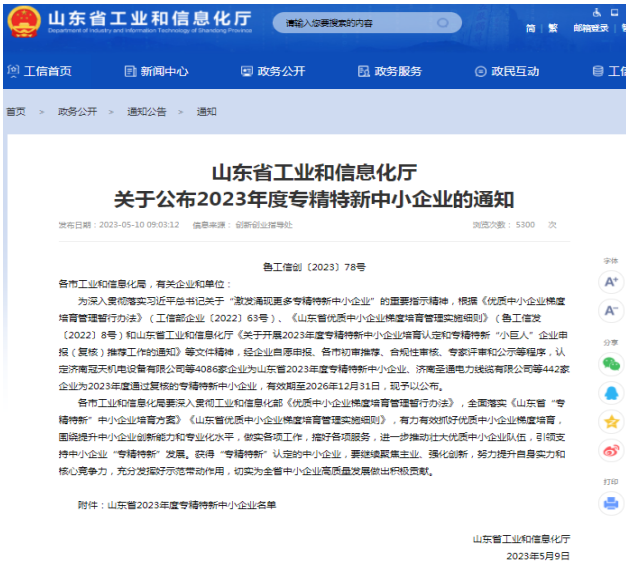 山东省工业和信息化厅
Department of Industry and Information Technology of Shandong Province
请输入您要搜索的内容
简 | 繁
邮箱登录
工信首页
新闻中心
政务公开
政务服务
政民互动
首页 > 政务公开 > 通知公告 > 通知
山东省工业和信息化厅
关于公布2023年度专精特新中小企业的通知
发布日期：2023-05-10 09:03:12 信息来源：创新创业指导处 浏览次数：5300 次
鲁工信创〔2023〕78号
各市工业和信息化局，有关企业和单位：
为深入贯彻落实习近平总书记关于“激发涌现更多专精特新中小企业”的重要指示精神，根据《优质中小企业梯度
培育管理暂行办法》（工信部企业〔2022〕63号）、《山东省优质中小企业梯度培育管理实施细则》（鲁工信发
〔2022〕8号）和山东省工业和信息化厅《关于开展2023年度专精特新中小企业培育认定和专精特新“小巨人”企业申
报（复核）推荐工作的通知》等文件精神，经企业自愿申报、各市初审推荐、合规性审核、专家评审和公示等程序，认
定济南冠天机电设备有限公司等4086家企业为山东省2023年度专精特新中小企业、济南圣通电力线缆有限公司等442家
企业为2023年度通过复核的专精特新中小企业，有效期至2026年12月31日，现予以公布。
各市工业和信息化局要深入贯彻工业和信息化部《优质中小企业梯度培育管理暂行办法》，全面落实《山东省“专
精特新”中小企业培育方案》《山东省优质中小企业梯度培育管理实施细则》，有力有效抓好优质中小企业梯度培育，
围绕提升中小企业创新能力和专业化水平，做实各项工作，搞好各项服务，进一步推动壮大优质中小企业队伍，引领支
持中小企业“专精特新”发展。获得“专精特新”认定的中小企业，要继续聚焦主业、强化创新，努力提升自身实力和
核心竞争力，充分发挥好示范带动作用，切实为全省中小企业高质量发展做出积极贡献。
附件：山东省2023年度专精特新中小企业名单
山东省工业和信息化厅
2023年5月9日
字体
A+
A-
分享
打印